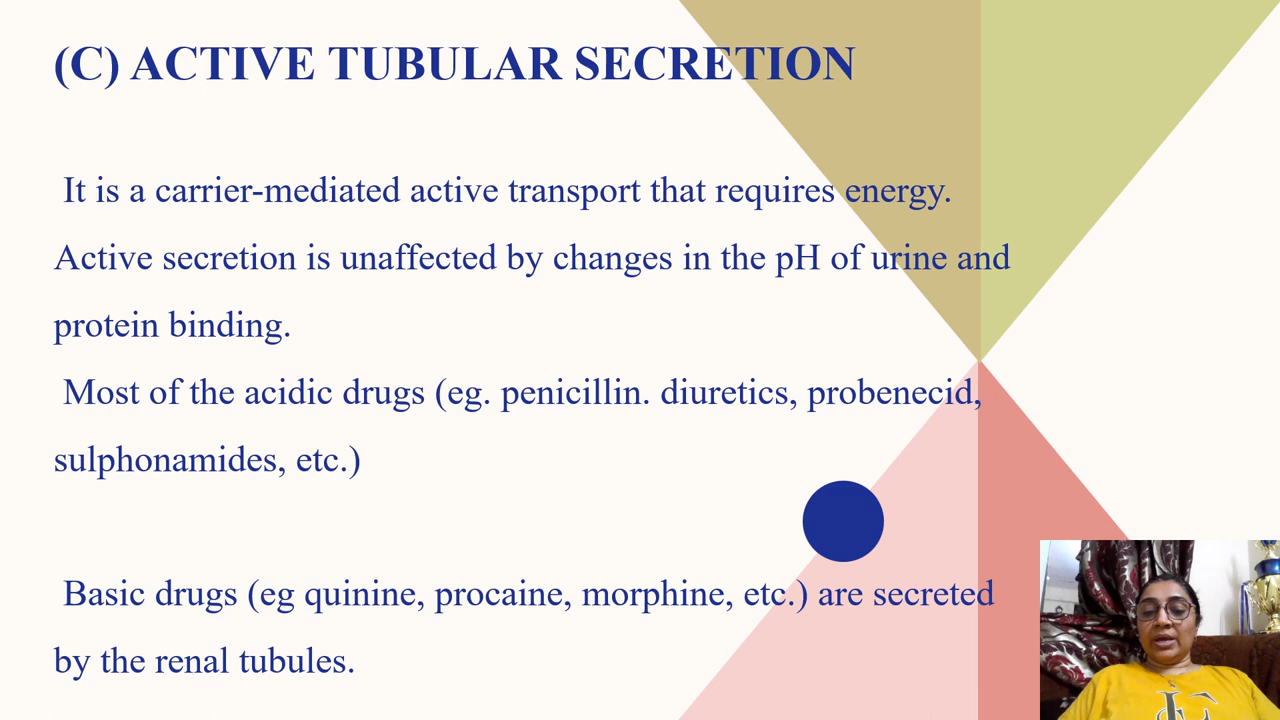 (C) ACTIVE TUBULAR SECRETION
It is a carrier-mediated active transport that requires energy.
Active secretion is unaffected by changes in the pH of urine and
protein binding.
Most of the acidic drugs (eg. penicillin. diuretics, probenecid,
sulphonamides, etc.)
Basic drugs (eg quinine, procaine, morphine, etc.) are secreted
by the renal tubules.